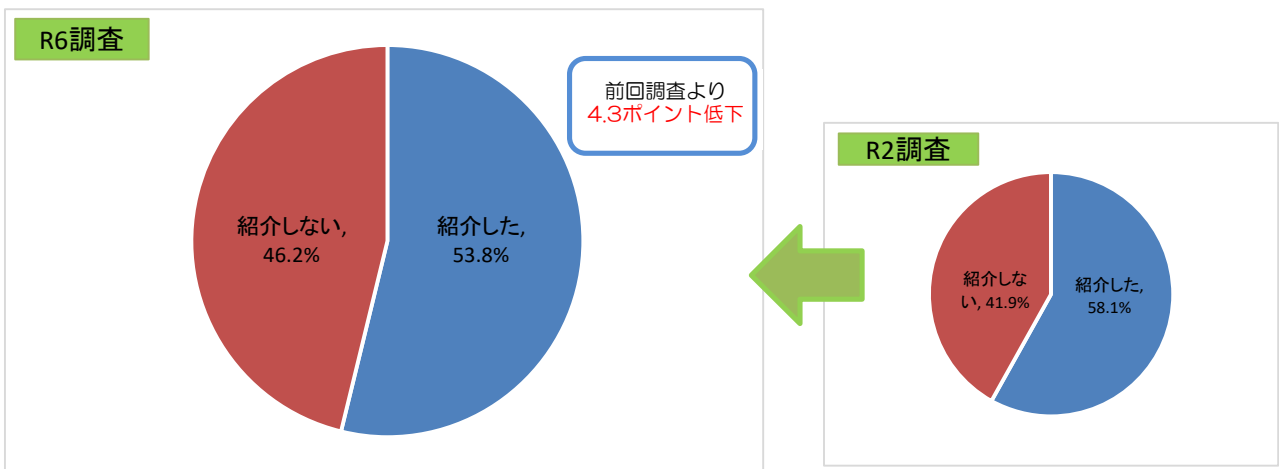 R6調査
前回調査より
4.3ポイント低下
紹介しない,
46.2%
紹介した,
53.8%
R2調査
紹介しな
い, 41.9%
紹介した,
58.1%